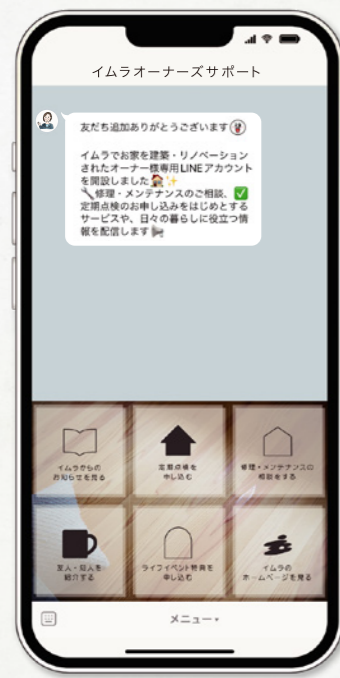 イムラオーナーズサポート
友だち追加ありがとうございます
イムラでお家を建築・リノベーション
されたオーナー様専用LINEアカウント
を開設しました
修理・メンテナンスのご相談、
定期点検のお申し込みをはじめとする
サービスや、日々の暮らしに役立つ情
報を配信します
イムラからの
お知らせを見る
定期点検を
申し込む
修理・メンテナンスの
相談をする
友人・知人を
紹介する
ライフイベント特典を
申し込む
イムラの
ホームページを見る
メニュー▾